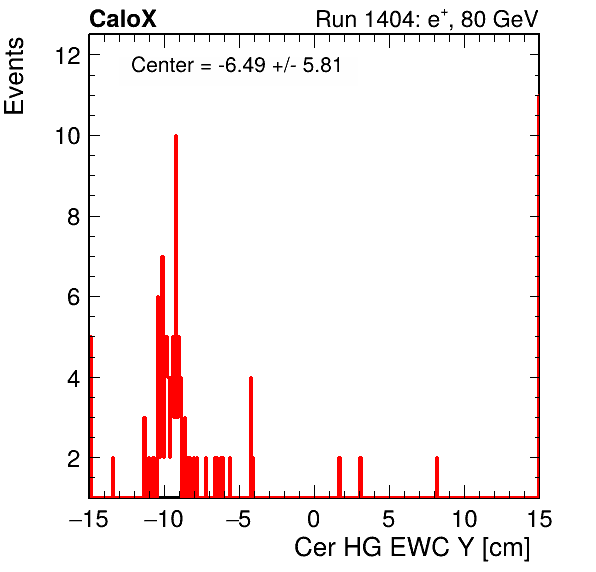 CaloX Run 1404: e⁺, 80 GeV
Center = -6.49 +/- 5.81
Events
12
10
8
6
4
2
−15 −10 −5 0 5 10 15
Cer HG EWC Y [cm]